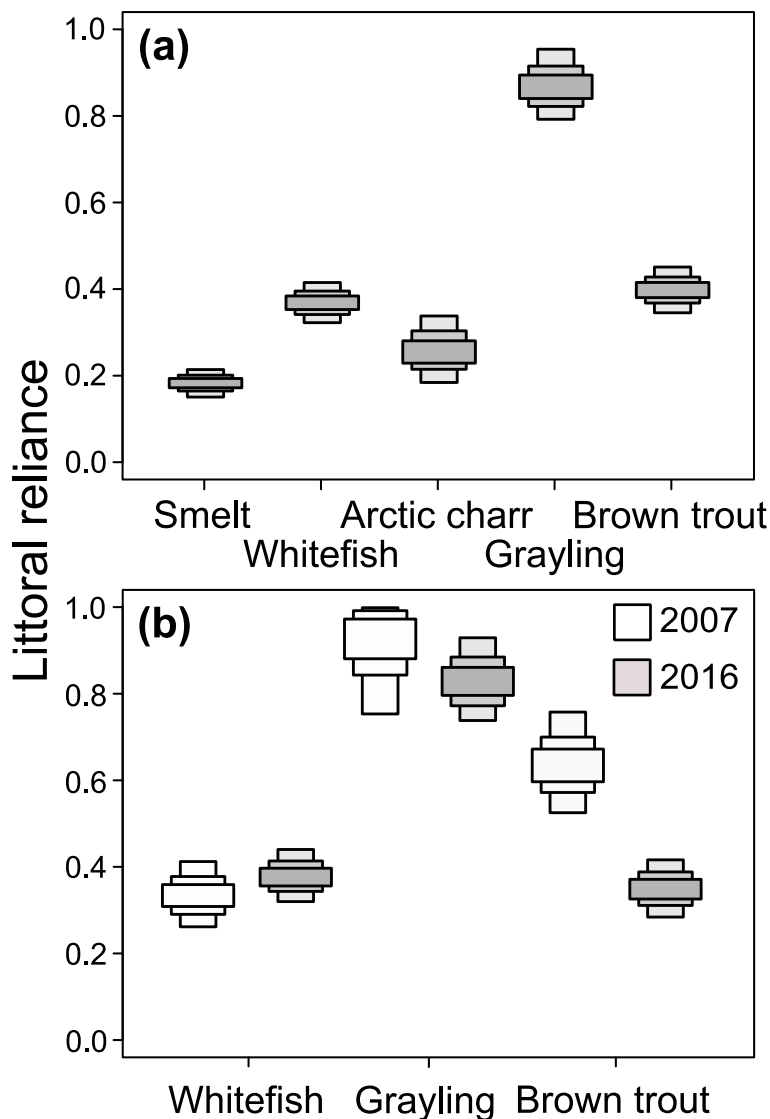 Littoral reliance
(a)
1.0
0.8
0.6
0.4
0.2
0.0
Smelt Arctic charr Brown trout
Whitefish Grayling
(b)
2007
2016
1.0
0.8
0.6
0.4
0.2
0.0
Whitefish Grayling Brown trout